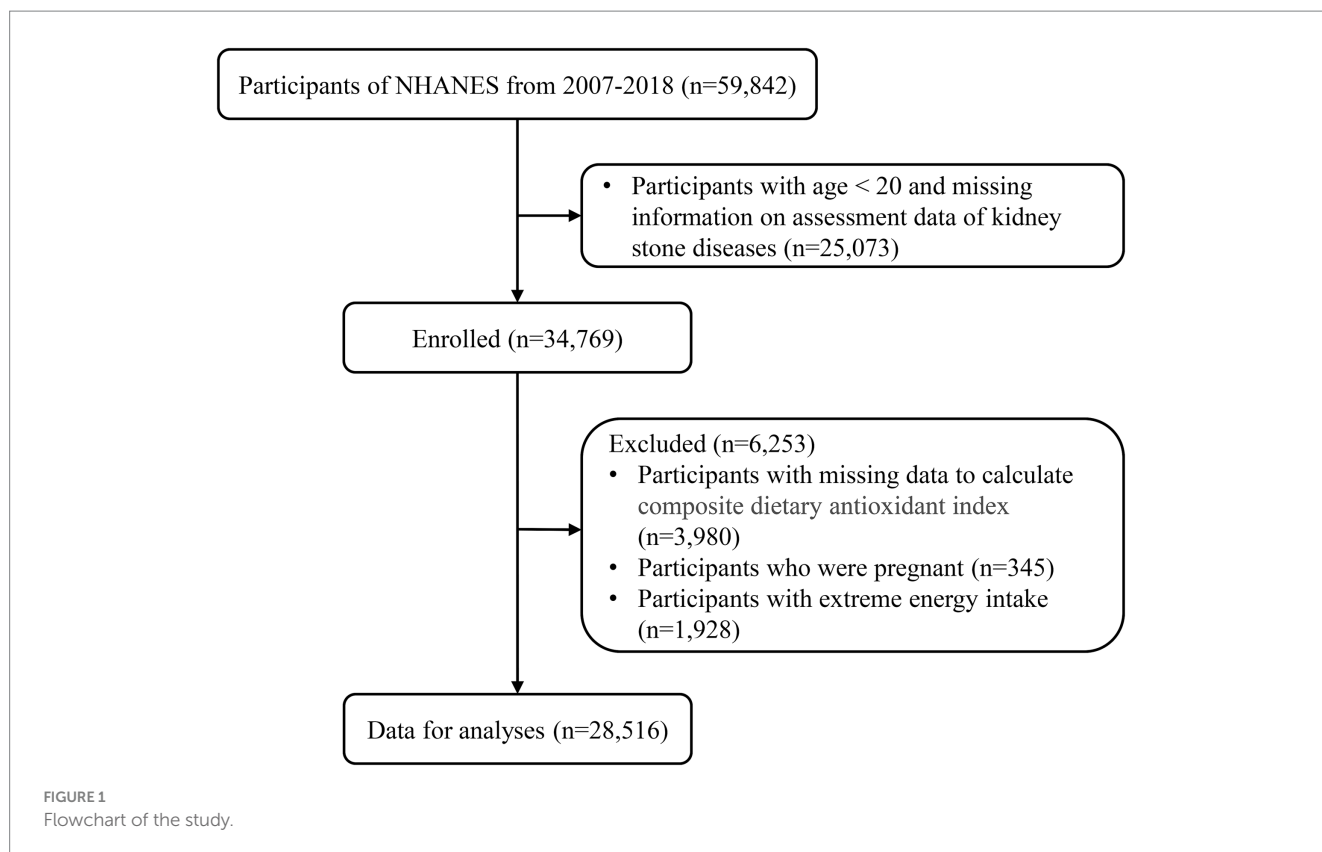 Participants of NHANES from 2007-2018 (n=59,842)
• Participants with age < 20 and missing
information on assessment data of kidney
stone diseases (n=25,073)
Enrolled (n=34,769)
Excluded (n=6,253)
• Participants with missing data to calculate
composite dietary antioxidant index
(n=3,980)
• Participants who were pregnant (n=345)
• Participants with extreme energy intake
(n=1,928)
Data for analyses (n=28,516)
FIGURE 1
Flowchart of the study.